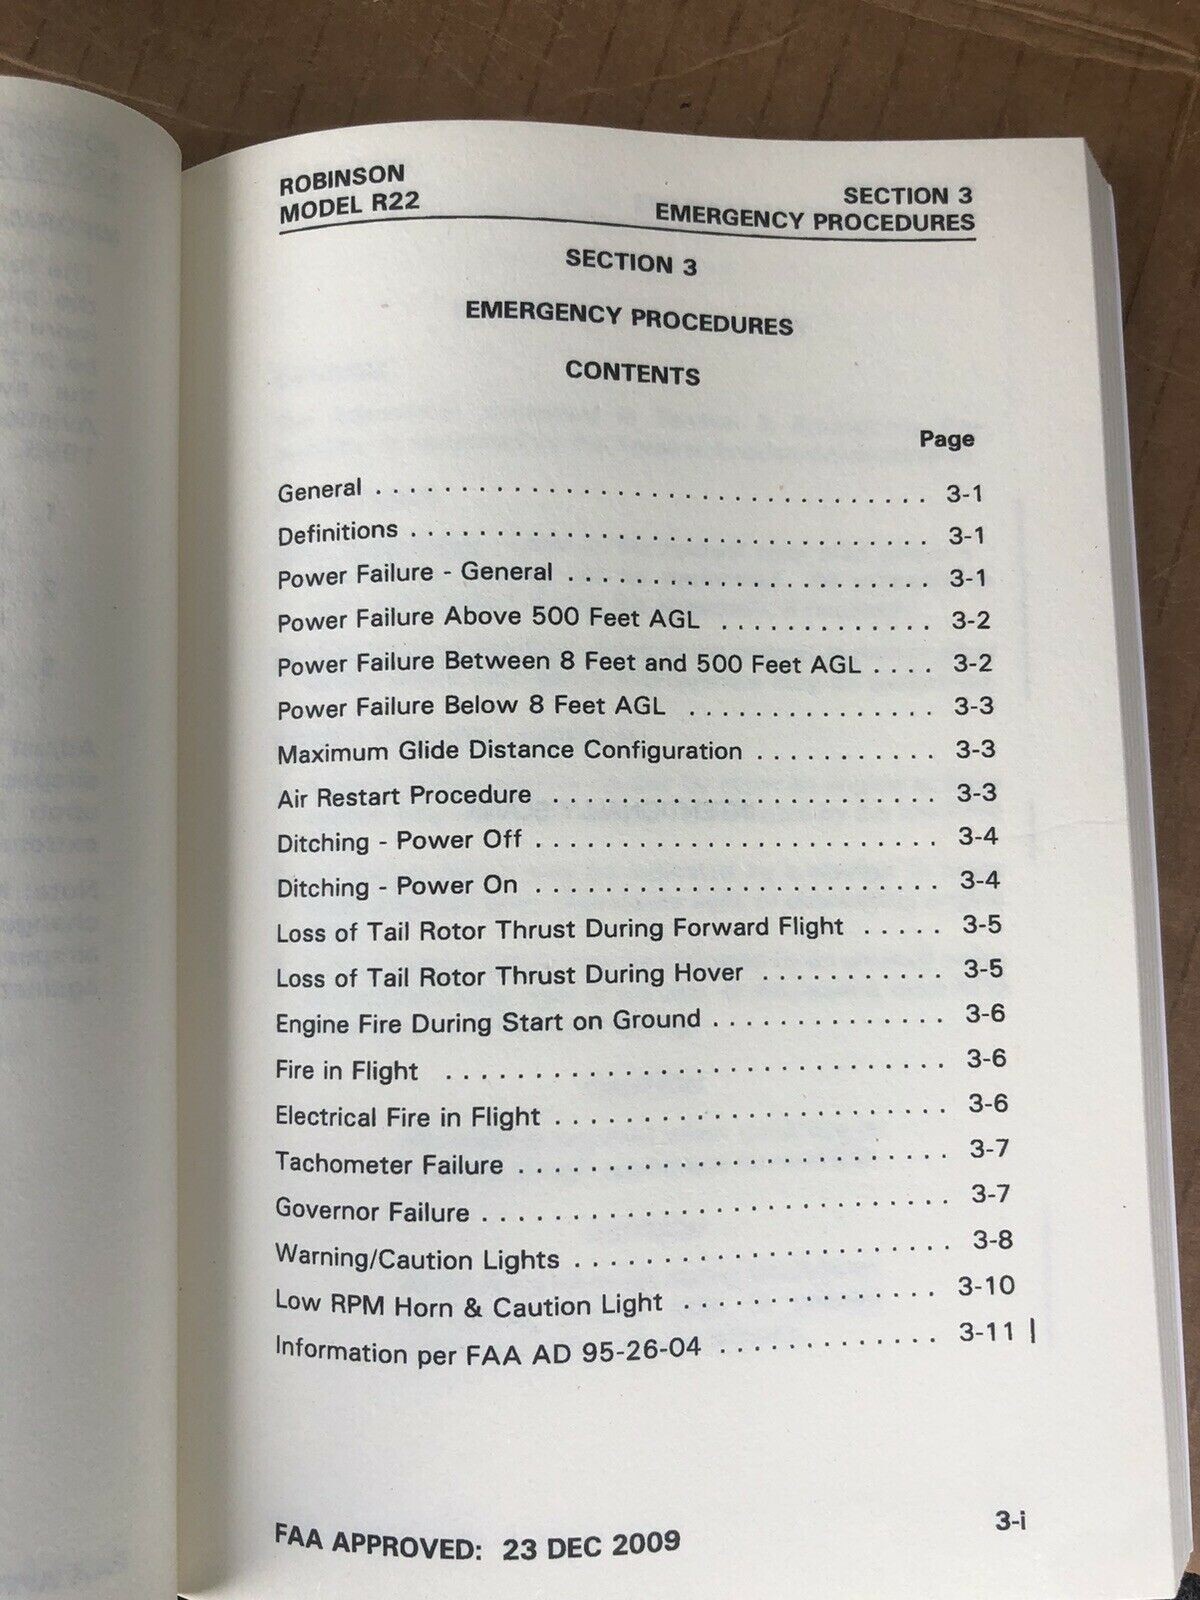 ROBINSON
MODEL R22
SECTION 3
EMERGENCY PROCEDURES
SECTION 3
EMERGENCY PROCEDURES
CONTENTS
Page
General . . . . . . . . . . . . . . . . . . . . . . . . . . . . . . . . 3-1
Definitions . . . . . . . . . . . . . . . . . . . . . . . . . . . . . . 3-1
Power Failure - General . . . . . . . . . . . . . . . . . . . . . 3-1
Power Failure Above 500 Feet AGL . . . . . . . . . . . . . 3-2
Power Failure Between 8 Feet and 500 Feet AGL . . . . 3-2
Power Failure Below 8 Feet AGL . . . . . . . . . . . . . . . 3-3
Maximum Glide Distance Configuration . . . . . . . . . . . 3-3
Air Restart Procedure . . . . . . . . . . . . . . . . . . . . . . . 3-3
Ditching - Power Off . . . . . . . . . . . . . . . . . . . . . . . . 3-4
Ditching - Power On . . . . . . . . . . . . . . . . . . . . . . . . 3-4
Loss of Tail Rotor Thrust During Forward Flight . . . . . 3-5
Loss of Tail Rotor Thrust During Hover . . . . . . . . . . . 3-5
Engine Fire During Start on Ground . . . . . . . . . . . . . . 3-6
Fire in Flight . . . . . . . . . . . . . . . . . . . . . . . . . . . . . 3-6
Electrical Fire in Flight . . . . . . . . . . . . . . . . . . . . . . . 3-6
Tachometer Failure . . . . . . . . . . . . . . . . . . . . . . . . . 3-7
Governor Failure . . . . . . . . . . . . . . . . . . . . . . . . . . . 3-7
Warning/Caution Lights . . . . . . . . . . . . . . . . . . . . . . 3-8
Low RPM Horn & Caution Light . . . . . . . . . . . . . . . 3-10
Information per FAA AD 95-26-04 . . . . . . . . . . . . . 3-11 |
FAA APPROVED: 23 DEC 2009
3-i